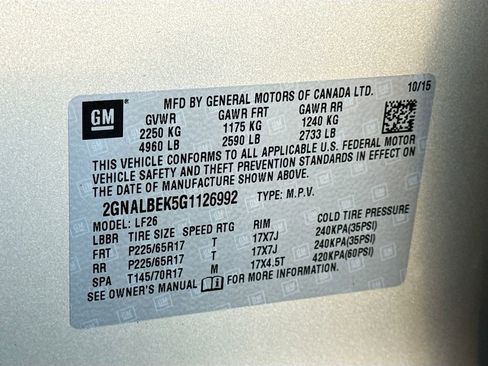 GM
MFD BY GENERAL MOTORS OF CANADA LTD. 10/15
GVWR GAWR FRT GAWR RR
2250 KG 1175 KG 1240 KG
4960 LB 2590 LB 2733 LB
THIS VEHICLE CONFORMS TO ALL APPLICABLE U.S. FEDERAL MOTOR
VEHICLE SAFETY AND THEFT PREVENTION STANDARDS IN EFFECT ON
THE DATE OF MANUFACTURE SHOWN ABOVE.
2GNALBEK5G1126992 TYPE: M.P.V.
MODEL: LF26
LBBR TIRE SIZE SPEED RTG RIM COLD TIRE PRESSURE
FRT P225/65R17 T 17X7J 240KPA(35PSI)
RR P225/65R17 T 17X7J 240KPA(35PSI)
SPA T145/70R17 M 17X4.5T 420KPA(60PSI)
SEE OWNER'S MANUAL FOR MORE INFORMATION.